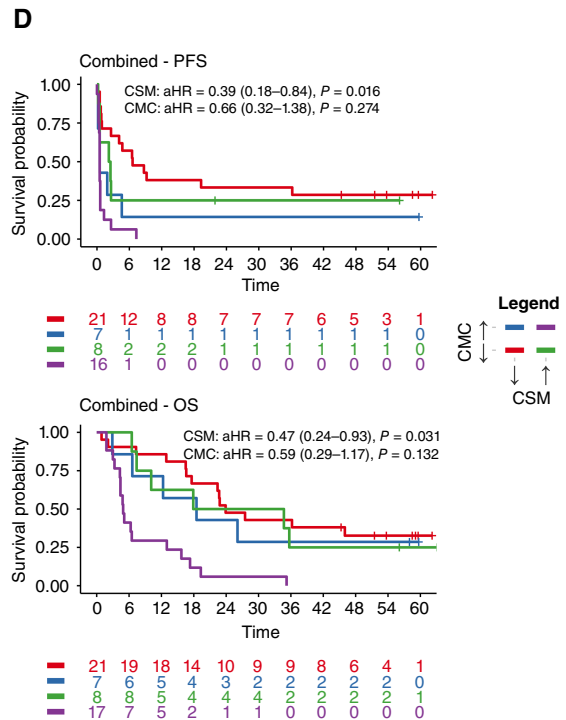 D
Combined - PFS
CSM: aHR = 0.39 (0.18–0.84), P = 0.016
CMC: aHR = 0.66 (0.32–1.38), P = 0.274
Survival probability
1.00
0.75
0.50
0.25
0.00
0 6 12 18 24 30 36 42 48 54 60
Time
21 12 8 8 7 7 7 6 5 3 1
7 1 1 1 1 1 1 1 1 1 0
8 2 2 2 1 1 1 1 1 1 0
16 1 0 0 0 0 0 0 0 0 0
Legend
CMC
CSM
Combined - OS
CSM: aHR = 0.47 (0.24–0.93), P = 0.031
CMC: aHR = 0.59 (0.29–1.17), P = 0.132
Survival probability
1.00
0.75
0.50
0.25
0.00
0 6 12 18 24 30 36 42 48 54 60
Time
21 19 18 14 10 9 9 8 6 4 1
7 6 5 4 3 2 2 2 2 2 0
8 8 5 4 4 4 2 2 2 2 1
17 7 5 2 1 1 0 0 0 0 0